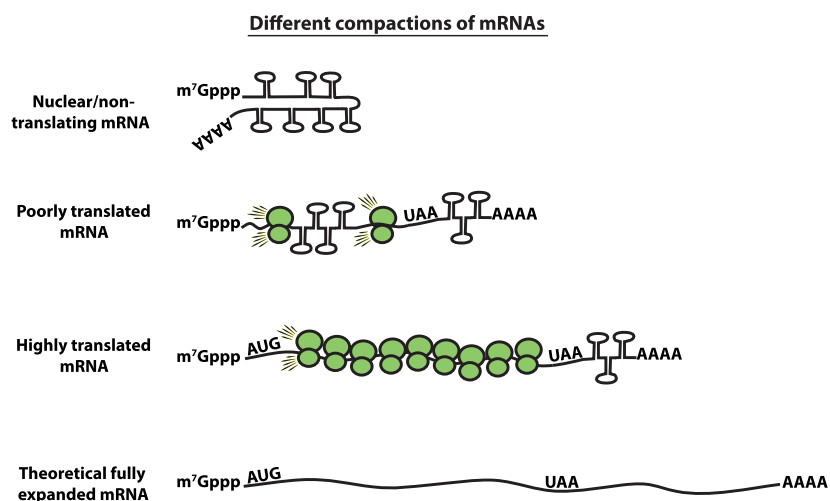 Different compactions of mRNAs
Nuclear/non-
translating mRNA
m⁷Gppp
AAAA
Poorly translated
mRNA
m⁷Gppp
UAA
AAAA
Highly translated
mRNA
m⁷Gppp
AUG
UAA
AAAA
Theoretical fully
expanded mRNA
m⁷Gppp
AUG
UAA
AAAA